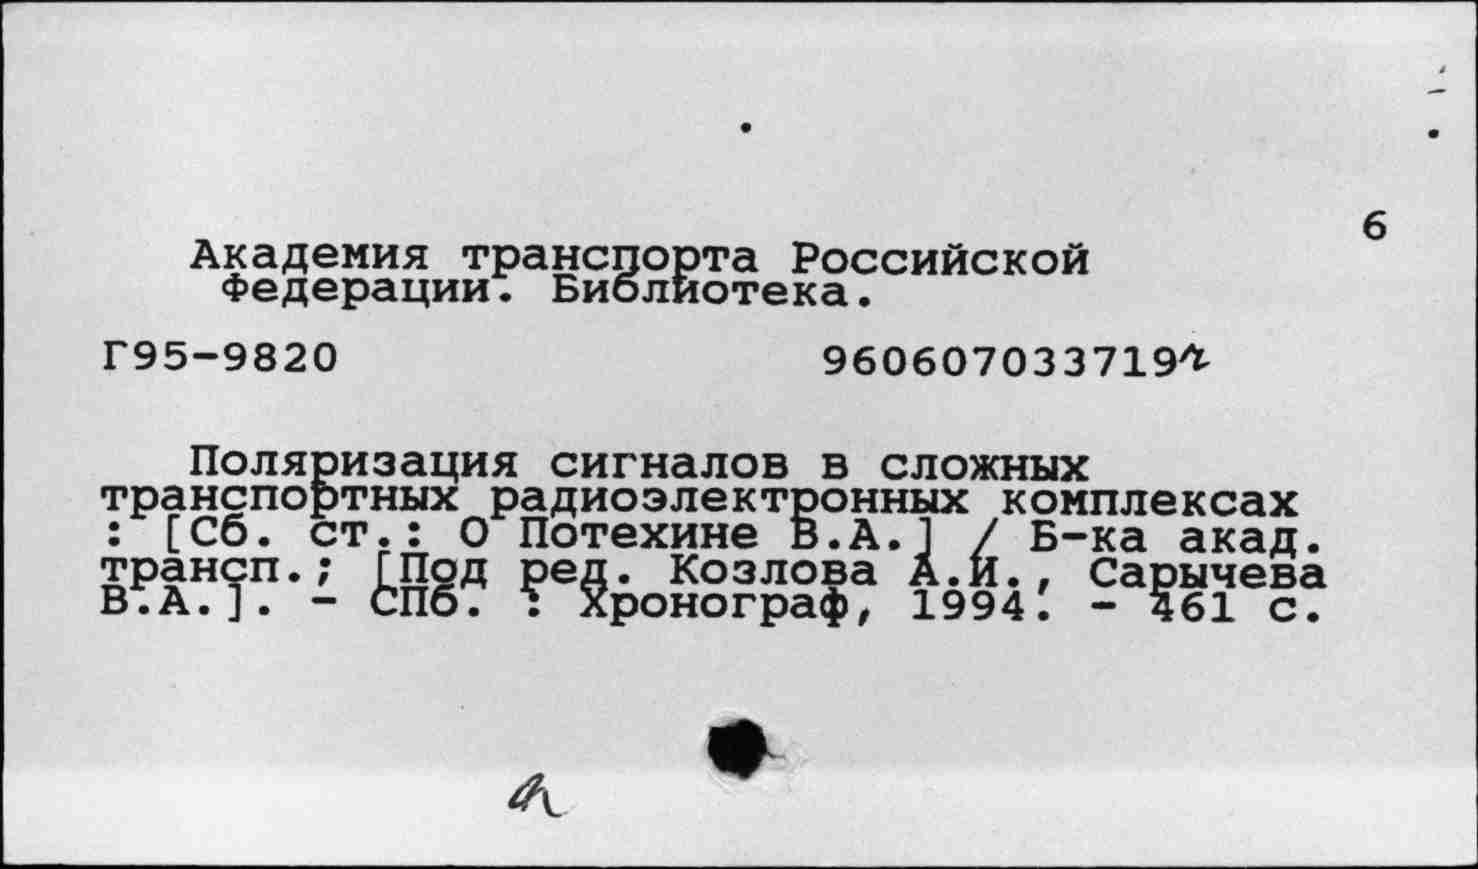 6
Академия транспорта Российской
Федерации. Библиотека.
Г95-9820 960607033719
Поляризация сигналов в сложных
транспортных радиоэлектронных комплексах
: [Сб. ст.: О Потехине В.А.] / Б-ка акад.
трансп.; [Под ред. Козлова А.И., Сарычева
В.А.]. - СПб. : Хронограф, 1994. - 461 с.